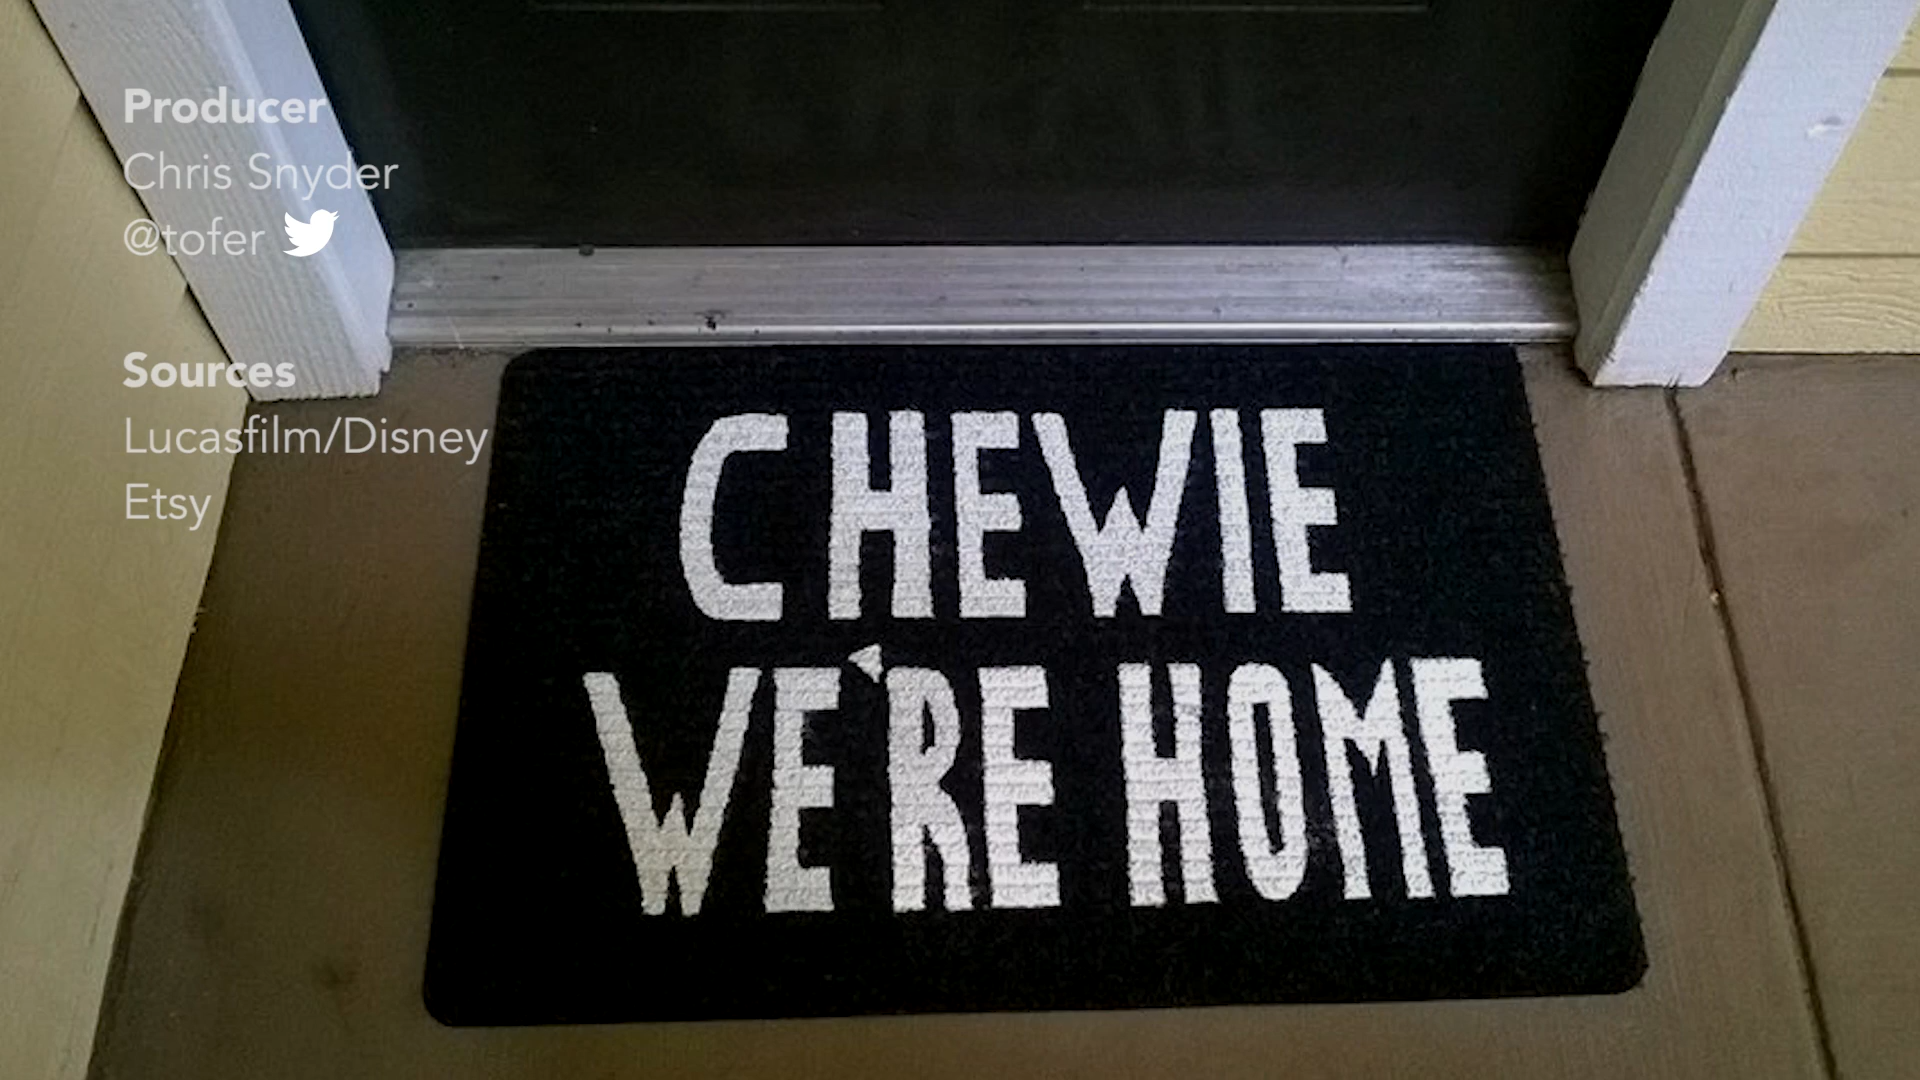 Producer
Chris Snyder
@tofer
Sources
Lucasfilm/Disney
Etsy
CHEWIE
WE'RE HOME